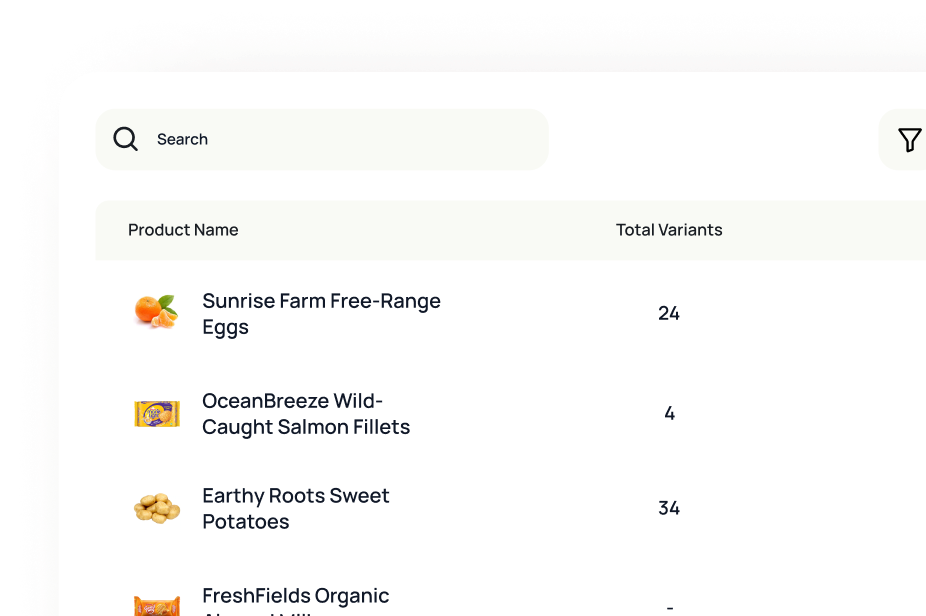 Search
Product Name
Total Variants
Sunrise Farm Free-Range
Eggs
24
OceanBreeze Wild-
Caught Salmon Fillets
4
Earthy Roots Sweet
Potatoes
34
FreshFields Organic
-